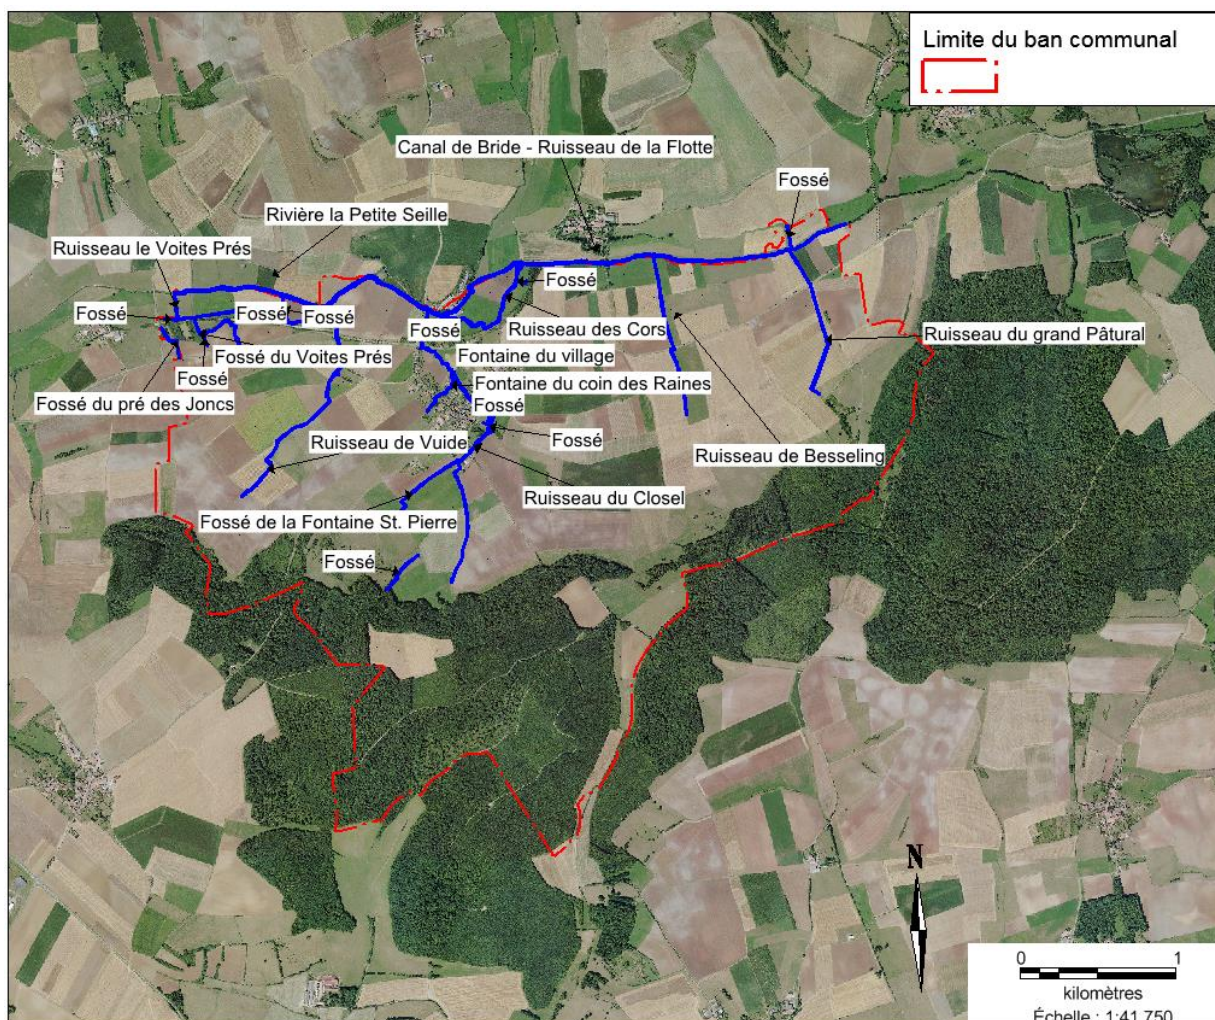 Limite du ban communal
Canal de Bride - Ruisseau de la Flotte
Fossé
Rivière la Petite Seille
Ruisseau le Voites Prés
Fossé
Fossé
Fossé
Fossé
Fossé
Ruisseau des Cors
Ruisseau du grand Pâtural
Fossé du Voites Prés
Fontaine du village
Fossé
Fontaine du coin des Raines
Fossé du pré des Joncs
Fossé
Ruisseau de Vuide
Fossé
Ruisseau de Besseling
Ruisseau du Closel
Fossé de la Fontaine St. Pierre
Fossé
N
0 1
kilomètres
Échelle : 1:41 750